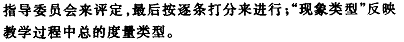 指导委员会来评定,最后按逐条打分来进行;“现象类型”反映
教学过程中总的度量类型。